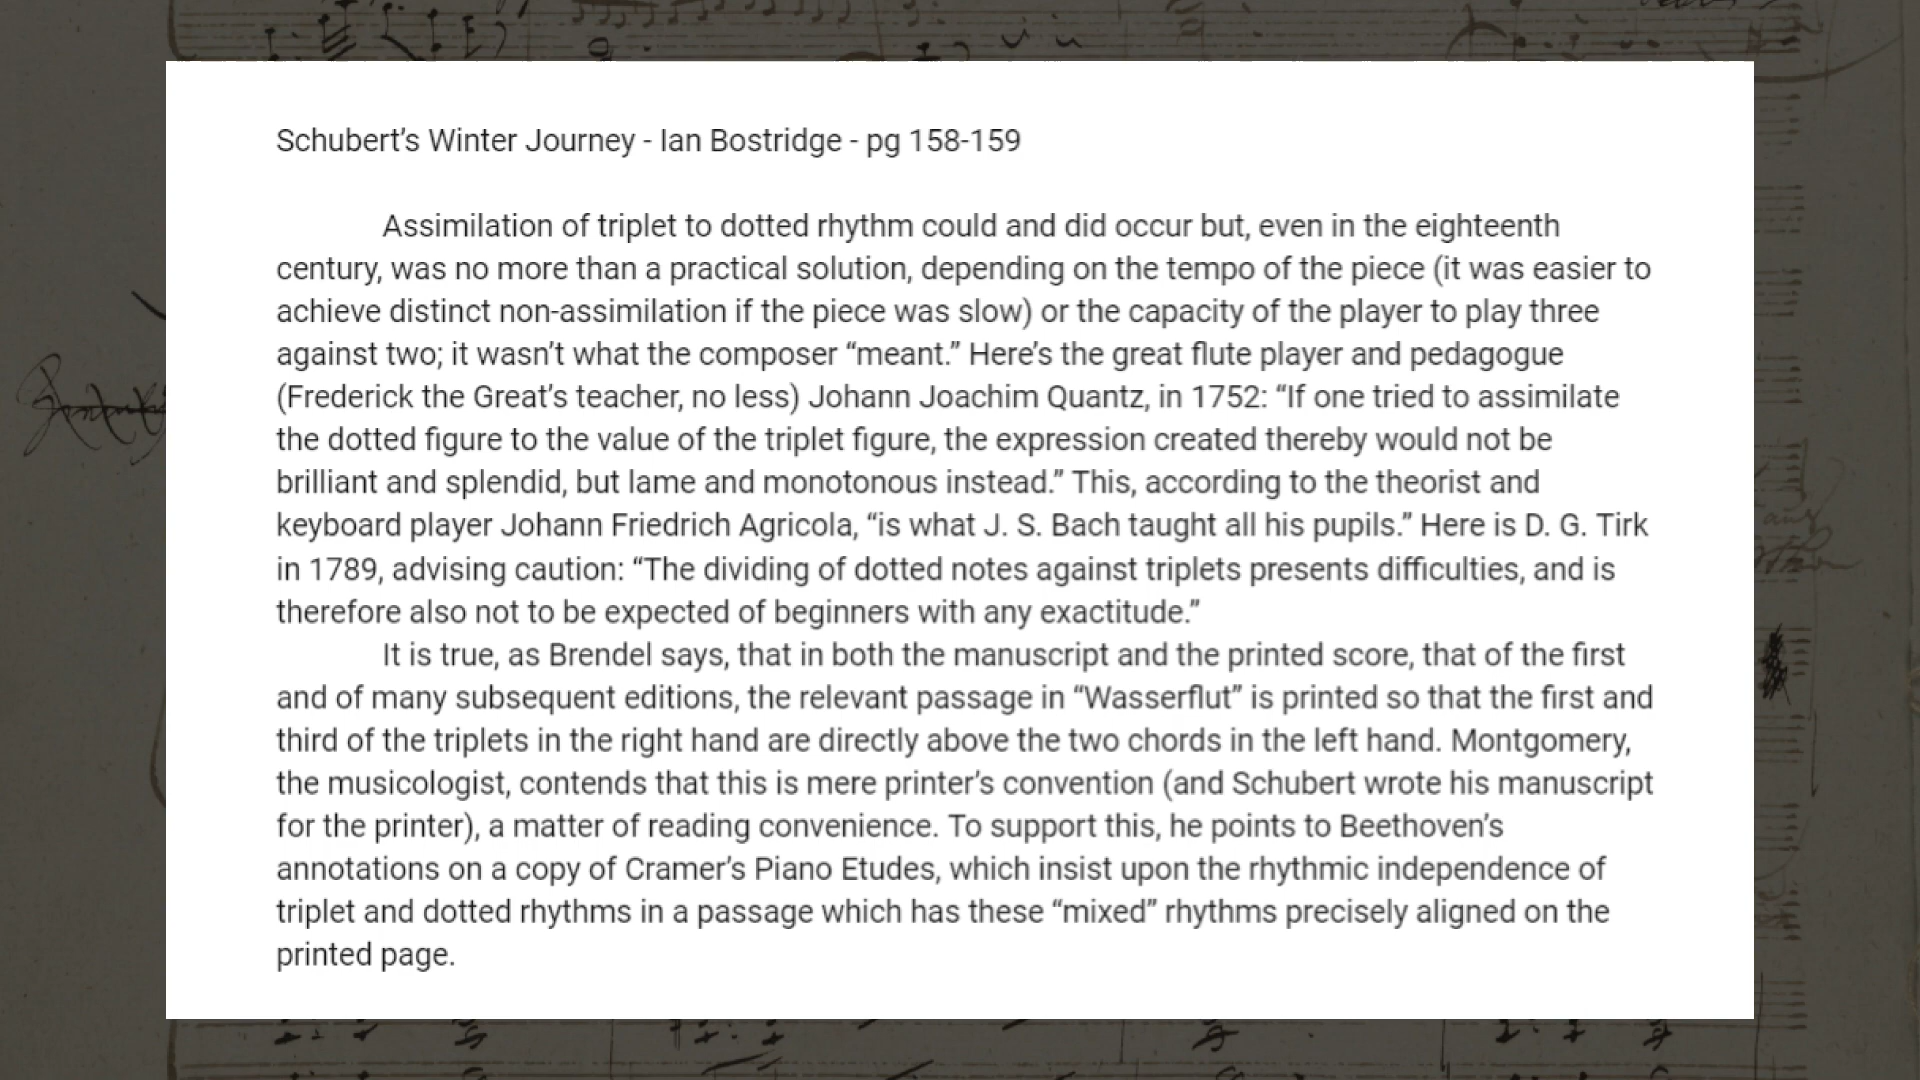 Schubert’s Winter Journey - Ian Bostridge - pg 158-159
Assimilation of triplet to dotted rhythm could and did occur but, even in the eighteenth
century, was no more than a practical solution, depending on the tempo of the piece (it was easier to
achieve distinct non-assimilation if the piece was slow) or the capacity of the player to play three
against two; it wasn’t what the composer “meant.” Here’s the great flute player and pedagogue
(Frederick the Great’s teacher, no less) Johann Joachim Quantz, in 1752: “If one tried to assimilate
the dotted figure to the value of the triplet figure, the expression created thereby would not be
brilliant and splendid, but lame and monotonous instead.” This, according to the theorist and
keyboard player Johann Friedrich Agricola, “is what J. S. Bach taught all his pupils.” Here is D. G. Tirk
in 1789, advising caution: “The dividing of dotted notes against triplets presents difficulties, and is
therefore also not to be expected of beginners with any exactitude.”
It is true, as Brendel says, that in both the manuscript and the printed score, that of the first
and of many subsequent editions, the relevant passage in “Wasserflut” is printed so that the first and
third of the triplets in the right hand are directly above the two chords in the left hand. Montgomery,
the musicologist, contends that this is mere printer’s convention (and Schubert wrote his manuscript
for the printer), a matter of reading convenience. To support this, he points to Beethoven’s
annotations on a copy of Cramer’s Piano Etudes, which insist upon the rhythmic independence of
triplet and dotted rhythms in a passage which has these “mixed” rhythms precisely aligned on the
printed page.